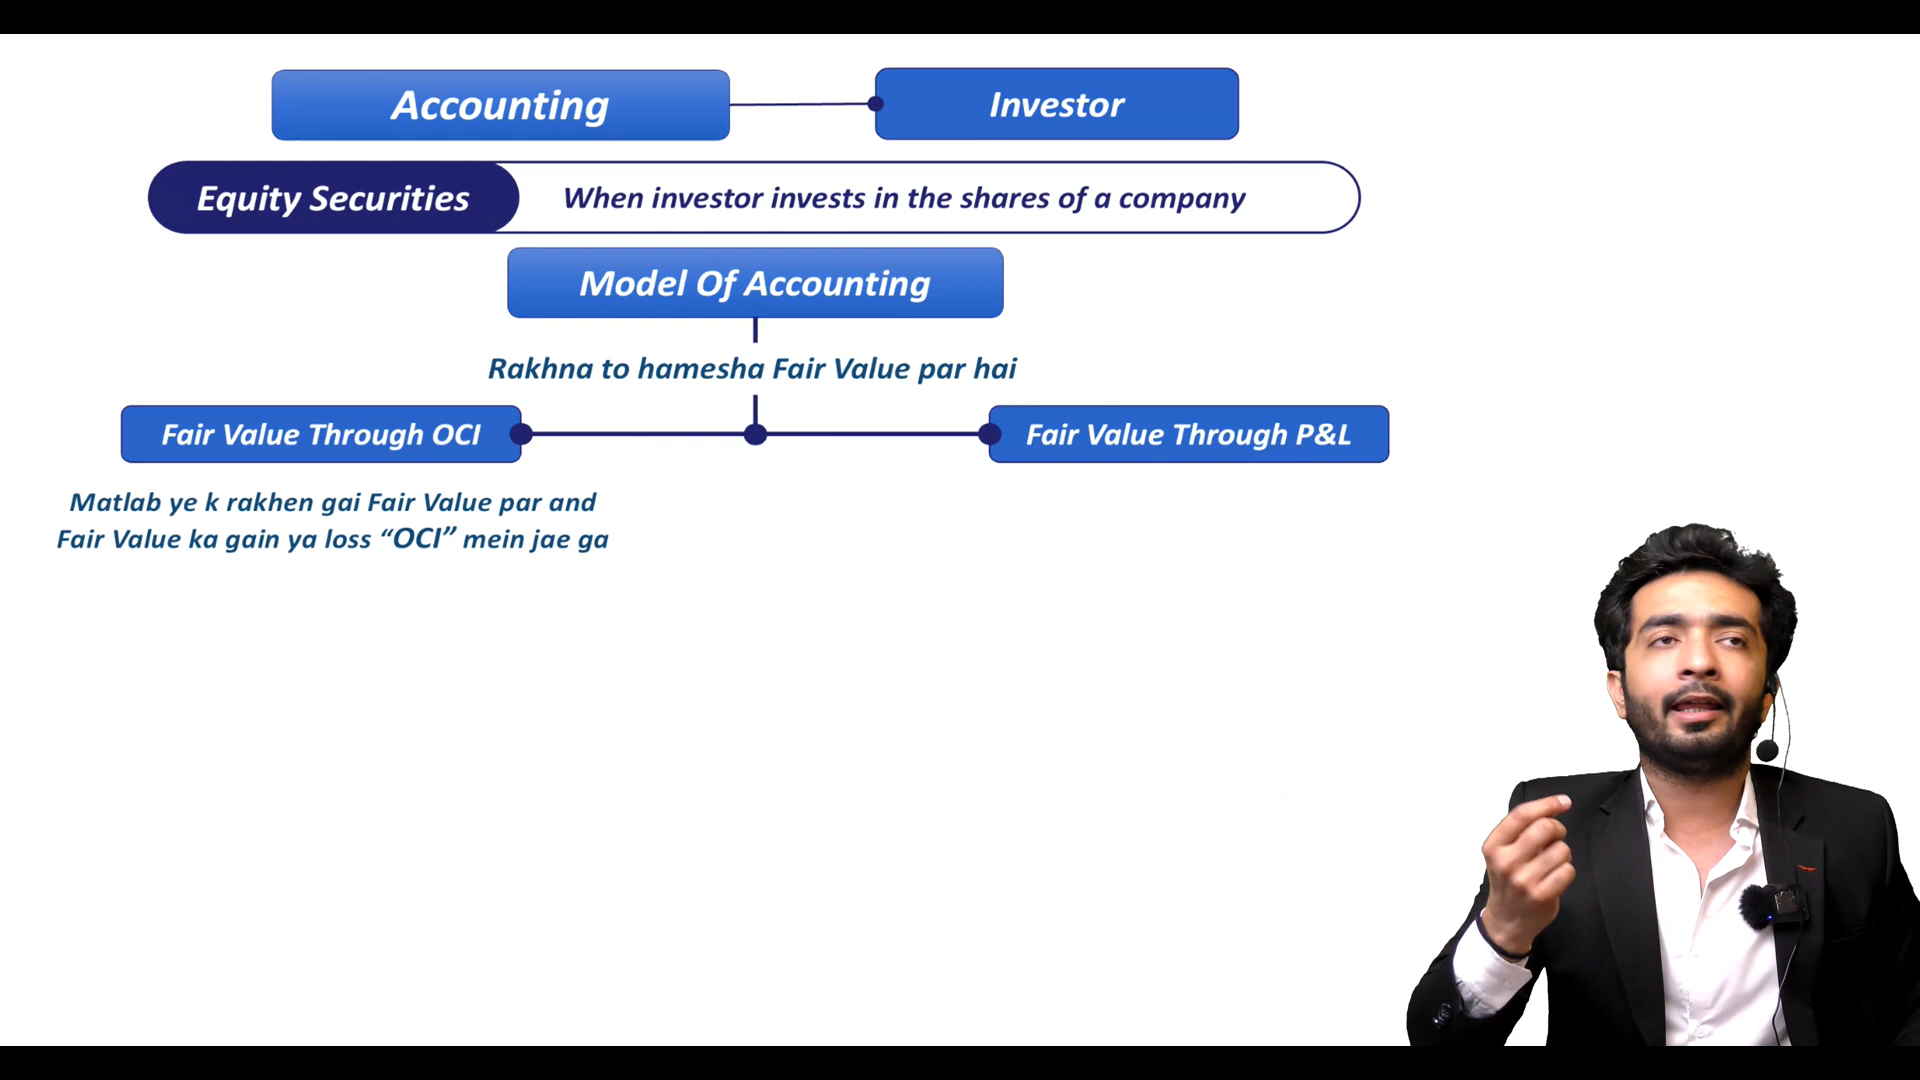 Accounting
Investor
Equity Securities
When investor invests in the shares of a company
Model Of Accounting
Rakhna to hamesha Fair Value par hai
Fair Value Through OCI
Fair Value Through P&L
Matlab ye k rakhen gai Fair Value par and
Fair Value ka gain ya loss “OCI” mein jae ga